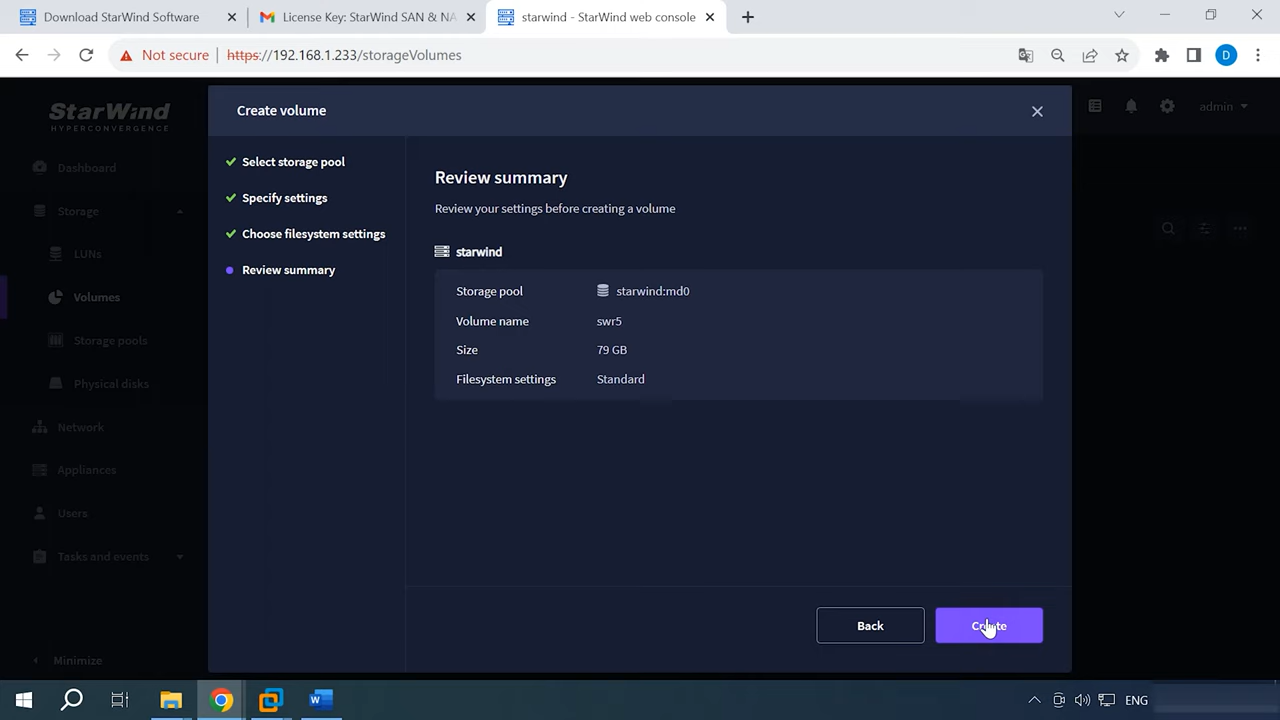 Download StarWind Software
License Key: StarWind SAN & NA
starwind - StarWind web console
Not secure
https://192.168.1.233/storageVolumes
D
StarWind
HYPERCONVERGENCE
admin
Dashboard
Storage
LUNs
Volumes
Storage pools
Physical disks
Network
Appliances
Users
Tasks and events
Minimize
Create volume
Select storage pool
Specify settings
Choose filesystem settings
Review summary
Review summary
Review your settings before creating a volume
starwind
Storage pool starwind:md0
Volume name swr5
Size 79 GB
Filesystem settings Standard
Back
Create
ENG